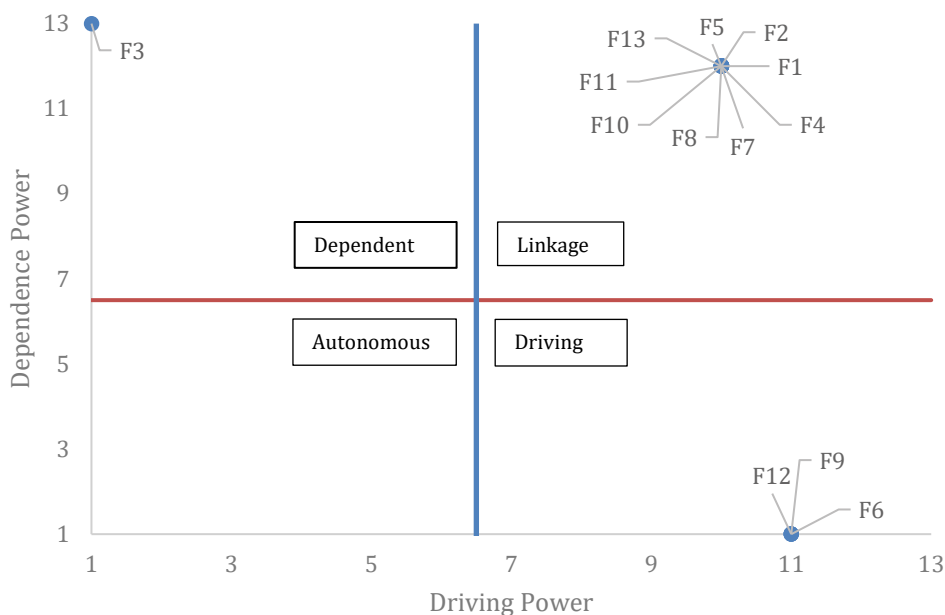 13
F3
F5
F2
F13
F1
F11
11
F10
F4
F8
F7
9
Dependent
Linkage
7
Autonomous
Driving
5
3
F9
F12
F6
1
1 3 5 7 9 11 13
Driving Power
Dependence Power